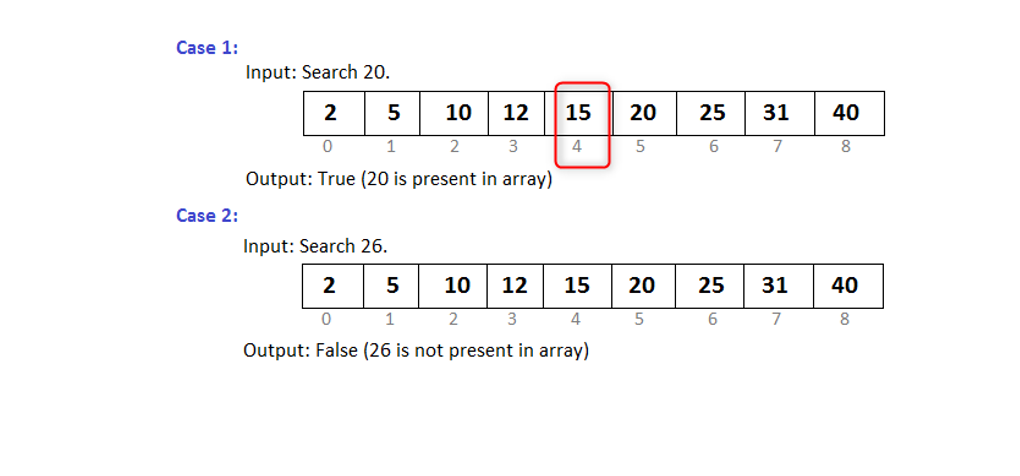 Case 1:
Input: Search 20.
2 5 10 12 15 20 25 31 40
0 1 2 3 4 5 6 7 8
Output: True (20 is present in array)
Case 2:
Input: Search 26.
2 5 10 12 15 20 25 31 40
0 1 2 3 4 5 6 7 8
Output: False (26 is not present in array)